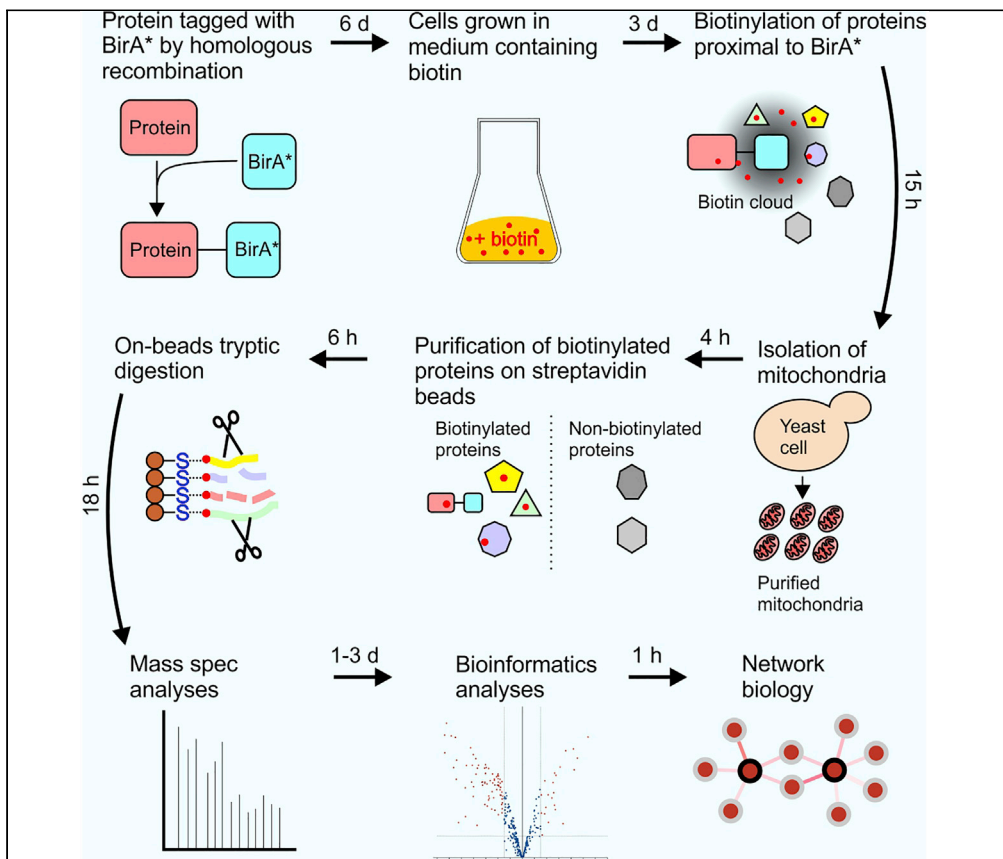 Protein tagged with
BirA* by homologous
recombination
6 d
Cells grown in
medium containing
biotin
3 d
Biotinylation of proteins
proximal to BirA*
Protein
BirA*
Protein
BirA*
+ biotin
Biotin cloud
15 h
On-beads tryptic
digestion
6 h
Purification of biotinylated
proteins on streptavidin
beads
4 h
Isolation of
mitochondria
Biotinylated
proteins
Non-biotinylated
proteins
Yeast
cell
Purified
mitochondria
S
S
S
S
18 h
Mass spec
analyses
1-3 d
Bioinformatics
analyses
1 h
Network
biology